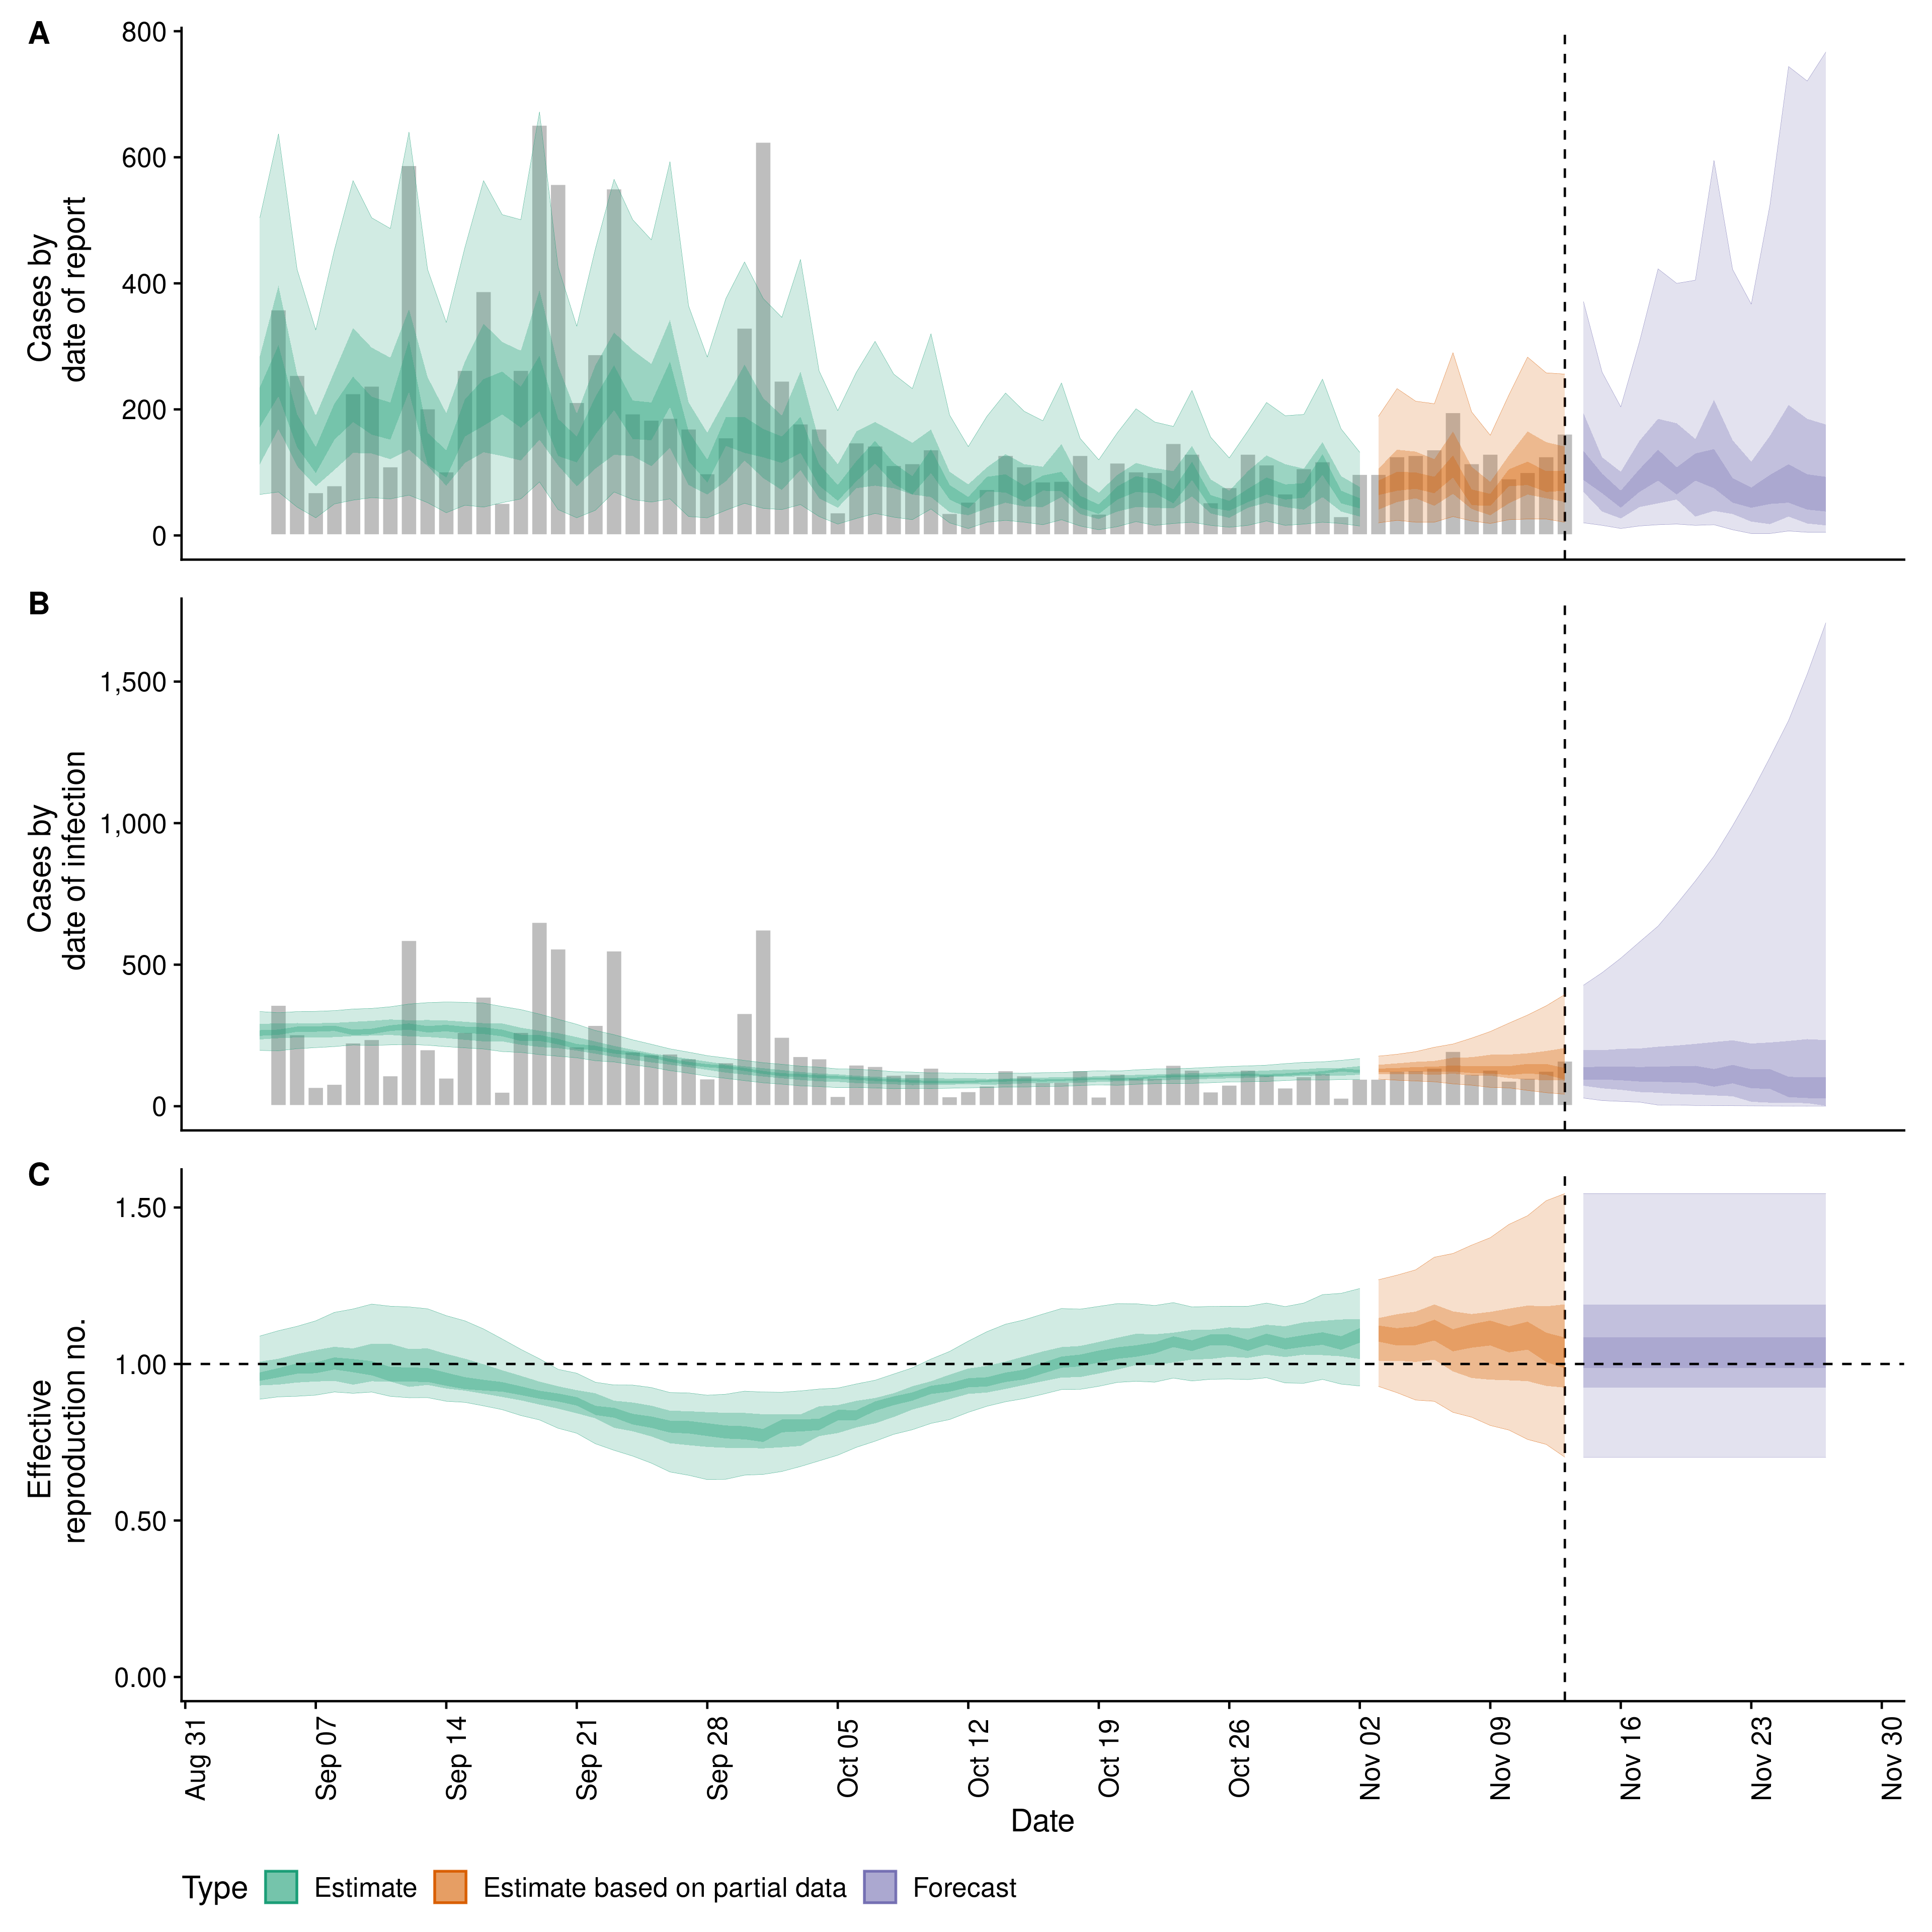 A
800
600
400
200
0
Cases by
date of report
B
1,500
1,000
500
0
Cases by
date of infection
C
1.50
1.00
0.50
0.00
Effective
reproduction no.
Aug 31
Sep 07
Sep 14
Sep 21
Sep 28
Oct 05
Oct 12
Oct 19
Oct 26
Nov 02
Nov 09
Nov 16
Nov 23
Nov 30
Date
Type Estimate Estimate based on partial data Forecast